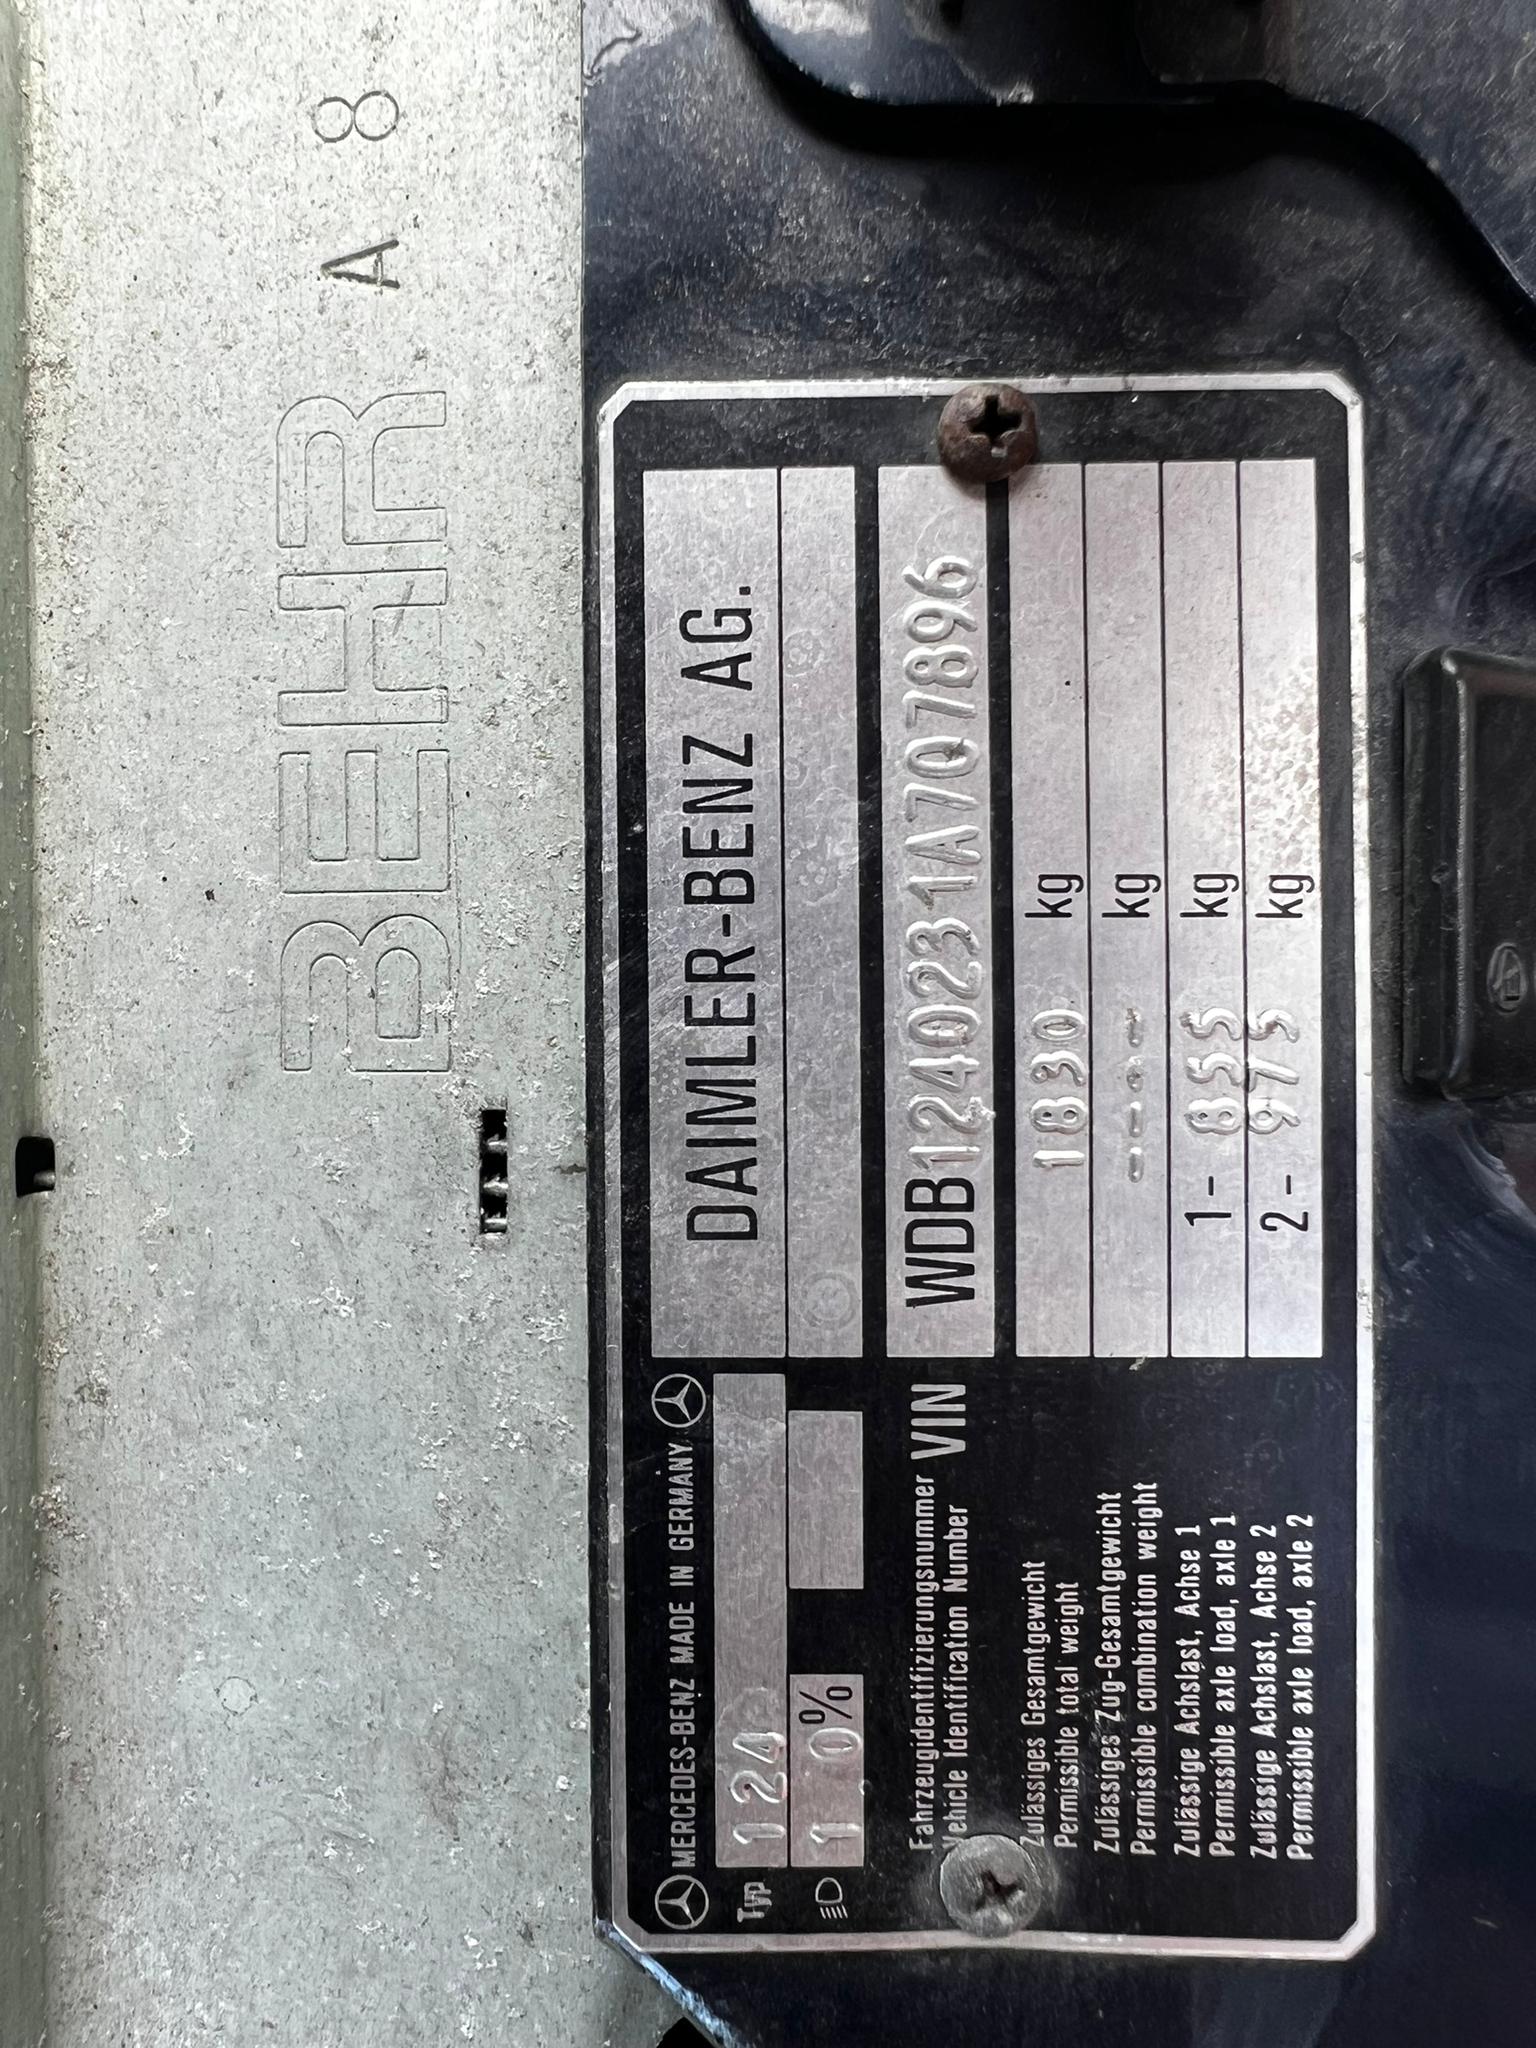 BEHR A 8
MERCEDES-BENZ MADE IN GERMANY
Typ 124
DAIMLER-BENZ AG.
1.0%
Fahrzeugidentifizierungsnummer
Vehicle Identification Number
VIN
WDB1240231A707896
Zulässiges Gesamtgewicht
Permissible total weight
1830 kg
Zulässiges Zug-Gesamtgewicht
Permissible combination weight
----- kg
Zulässige Achslast, Achse 1
Permissible axle load, axle 1
1- 855 kg
Zulässige Achslast, Achse 2
Permissible axle load, axle 2
2- 975 kg